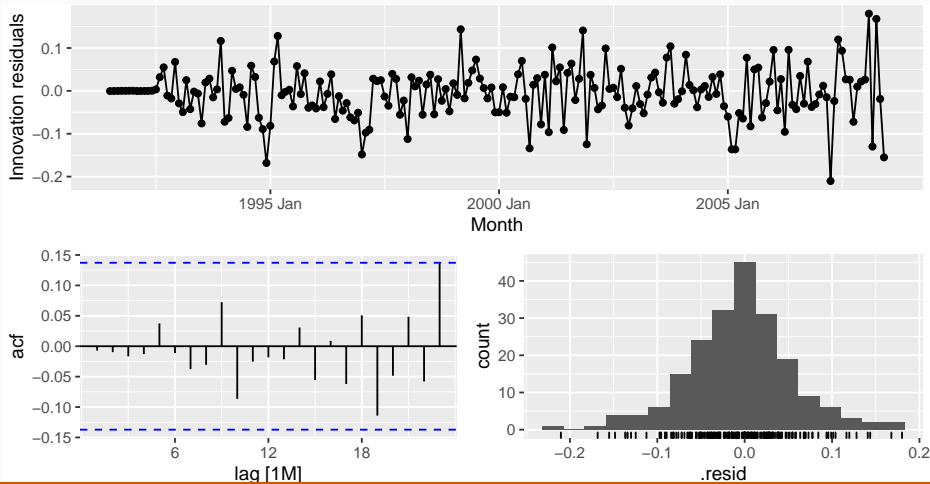 Innovation residuals
0.1
0.0
−0.1
−0.2
1995 Jan
2000 Jan
2005 Jan
Month
acf
0.15
0.10
0.05
0.00
−0.05
−0.10
−0.15
6
12
18
lag [1M]
count
40
30
20
10
0
−0.2
−0.1
0.0
0.1
0.2
.resid